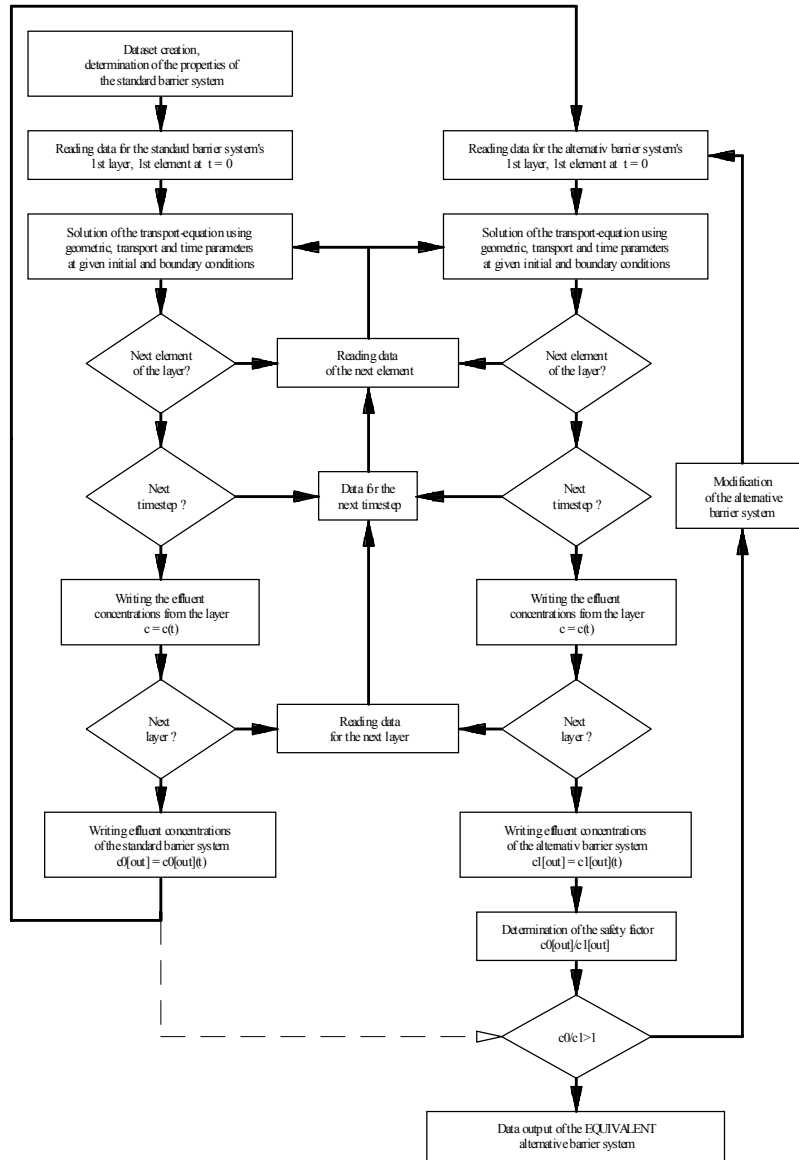 Dataset creation,
determination of the properties of
the standard barrier system
Reading data for the standard barrier system's
1st layer, 1st element at t = 0
Reading data for the alternativ barrier system's
1st layer, 1st element at t = 0
Solution of the transport-equation using
geometric, transport and time parameters
at given initial and boundary conditions
Solution of the transport-equation using
geometric, transport and time parameters
at given initial and boundary conditions
Next element
of the layer?
Reading data
of the next element
Next element
of the layer?
Next
timestep ?
Data for the
next timestep
Next
timestep ?
Modification
of the alternative
barrier system
Writing the effluent
concentrations from the layer
c = c(t)
Writing the effluent
concentrations from the layer
c = c(t)
Next
layer ?
Reading data
for the next layer
Next
layer ?
Writing effluent concentrations
of the standard barrier system
c0[out] = c0[out](t)
Writing effluent concentrations
of the alternativ barrier system
c1[out] = c1[out](t)
Determination of the safety factor
c0[out]/c1[out]
c0/c1>1
Data output of the EQUIVALENT
alternative barrier system